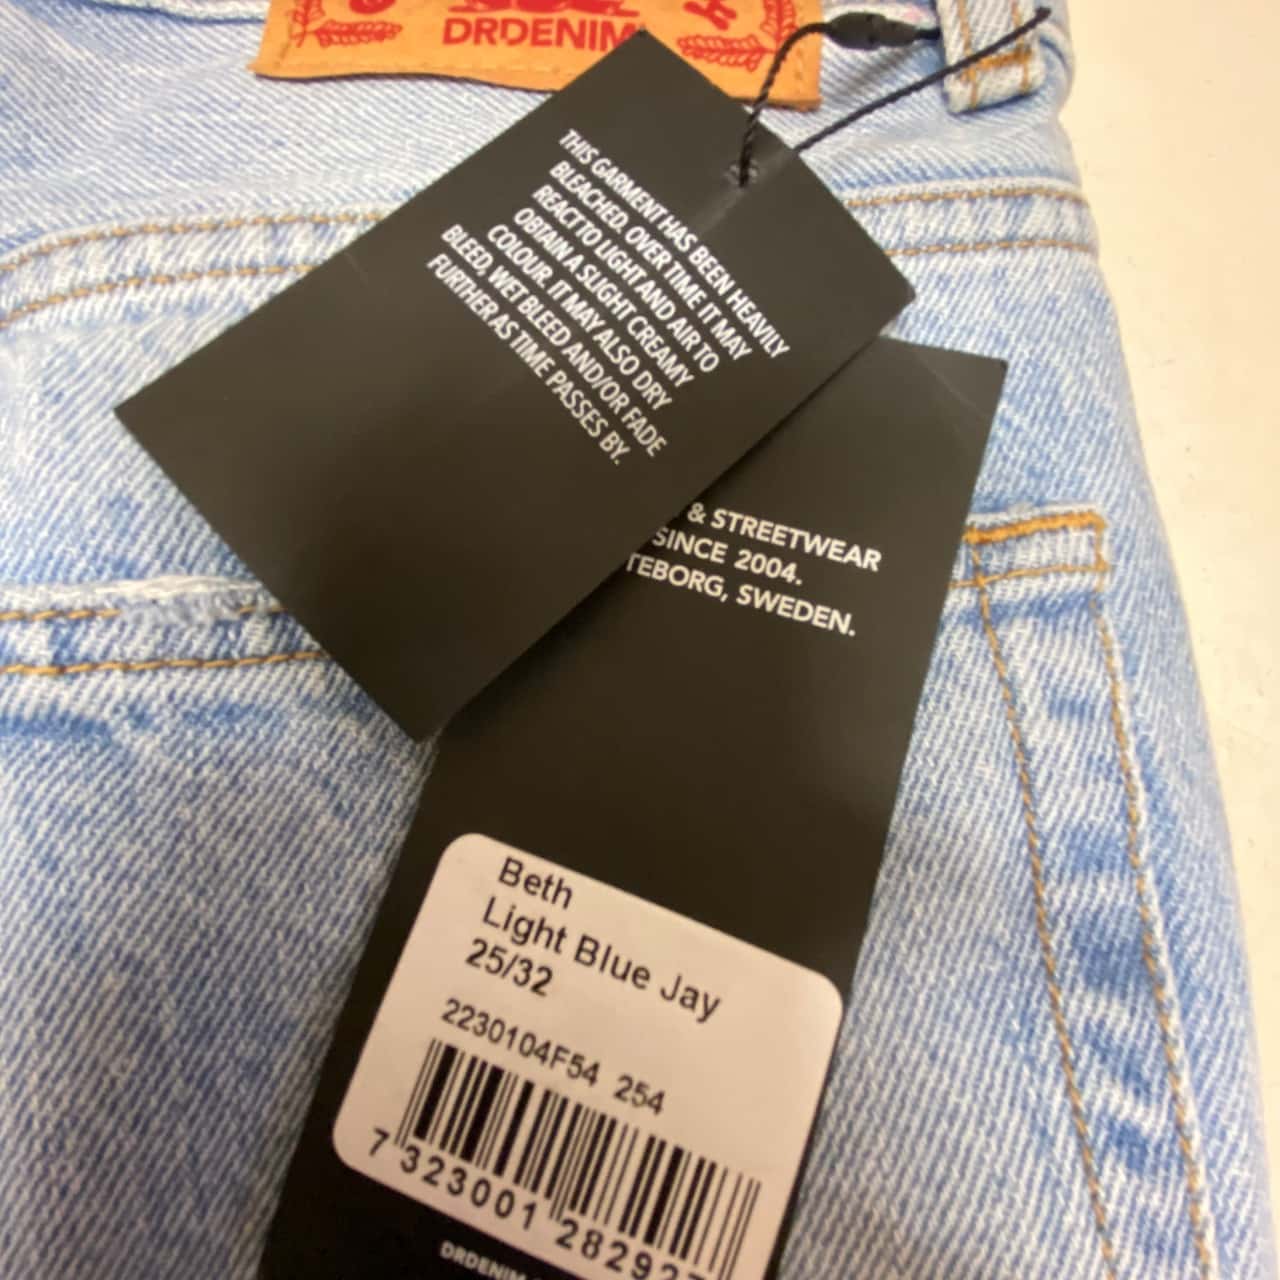 DRDENIM
THIS GARMENT HAS BEEN HEAVILY
BLEACHED. OVER TIME IT MAY
REACT TO LIGHT AND AIR TO
OBTAIN A SLIGHT CREAMY
COLOUR. IT MAY ALSO DRY
BLEED, WET BLEED AND/OR FADE
FURTHER AS TIME PASSES BY.
& STREETWEAR
SINCE 2004.
TEBORG, SWEDEN.
Beth
Light Blue Jay
25/32
2230104F54 254
7 323001 28292
DRDENIM